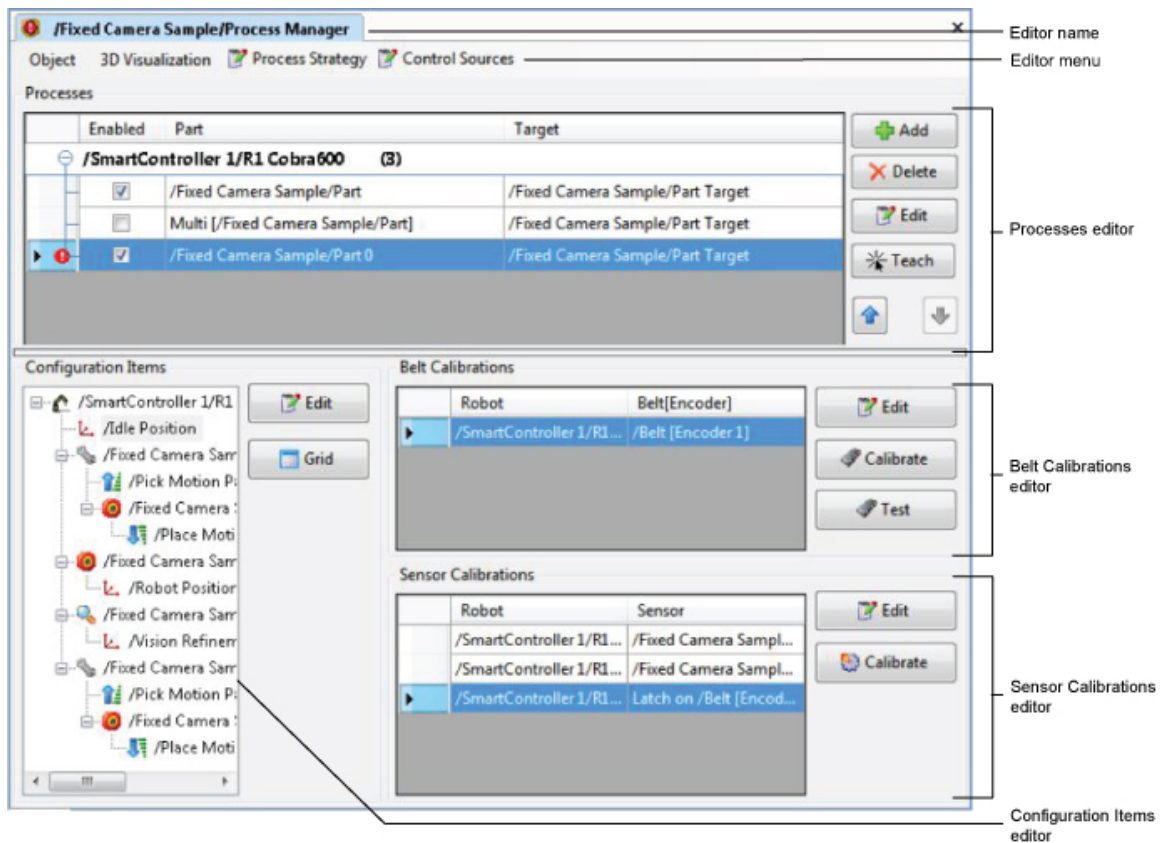 /Fixed Camera Sample/Process Manager
Editor name
Object 3D Visualization Process Strategy Control Sources
Editor menu
Processes
Enabled Part Target
/SmartController 1/R1 Cobra600 (3)
/Fixed Camera Sample/Part /Fixed Camera Sample/Part Target
Multi [/Fixed Camera Sample/Part] /Fixed Camera Sample/Part Target
/Fixed Camera Sample/Part 0 /Fixed Camera Sample/Part Target
Add
Delete
Edit
Teach
Processes editor
Configuration Items
/SmartController 1/R1
/Idle Position
/Fixed Camera Sam
/Pick Motion Pa
/Fixed Camera S
/Place Moti
/Fixed Camera Sam
/Robot Position
/Fixed Camera Sam
/Vision Refinem
/Fixed Camera Sam
/Pick Motion Pa
/Fixed Camera S
/Place Moti
Edit
Grid
Belt Calibrations
Robot Belt[Encoder]
/SmartController 1/R1... /Belt [Encoder 1]
Edit
Calibrate
Test
Belt Calibrations
editor
Sensor Calibrations
Robot Sensor
/SmartController 1/R1... /Fixed Camera Sampl...
/SmartController 1/R1... /Fixed Camera Sampl...
/SmartController 1/R1... Latch on /Belt [Encod...
Edit
Calibrate
Sensor Calibrations
editor
Configuration Items
editor